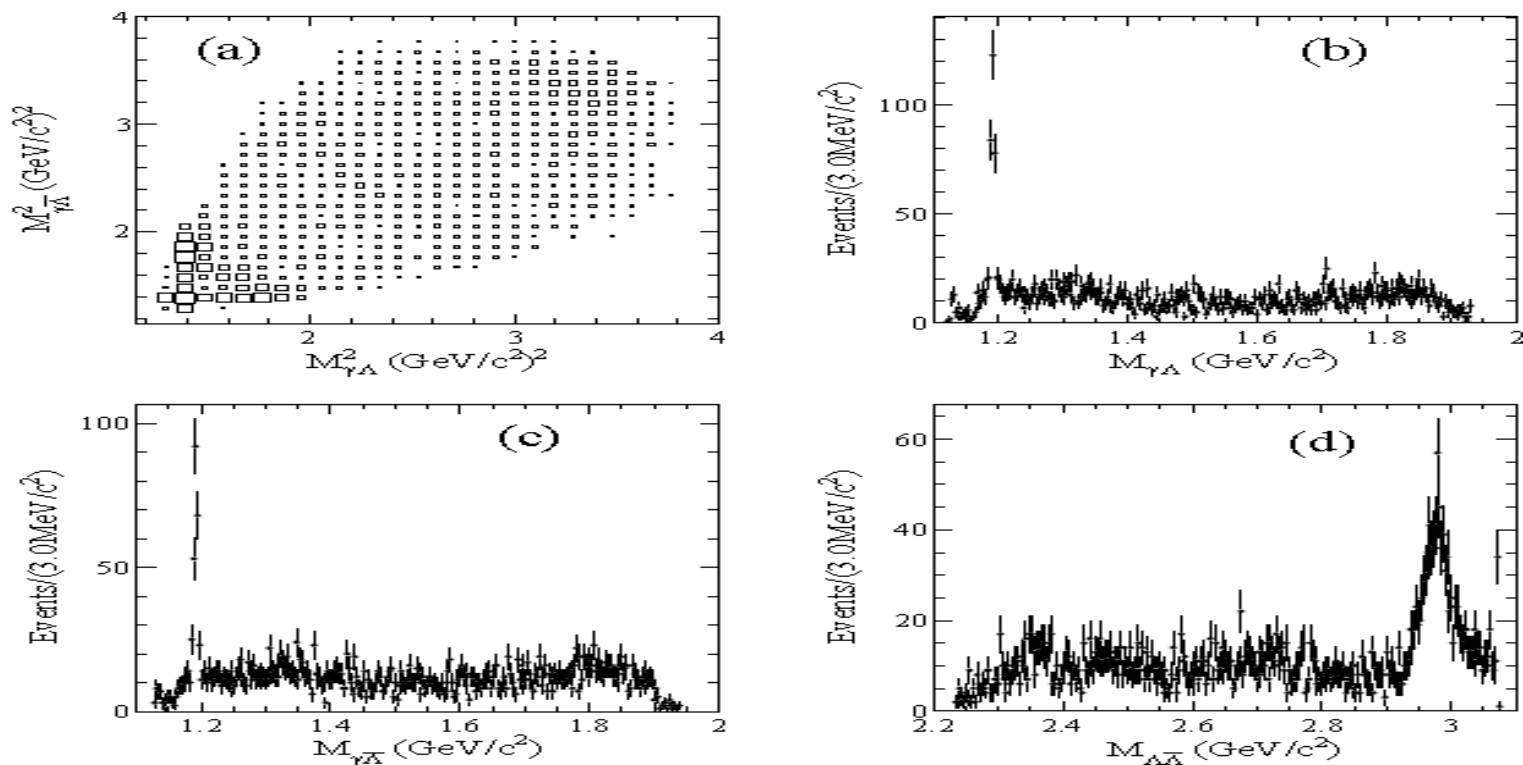 4
3
2
M²γΛ̅ (GeV/c²)²
(a)
2 3 4
M²γΛ (GeV/c²)²
100
50
0
Events/(3.0MeV/c²)
(b)
1.2 1.4 1.6 1.8 2
MγΛ (GeV/c²)
100
50
0
Events/(3.0MeV/c²)
(c)
1.2 1.4 1.6 1.8 2
MγΛ̅ (GeV/c²)
60
40
20
0
Events/(3.0MeV/c²)
(d)
2.2 2.4 2.6 2.8 3
MΛΛ̅ (GeV/c²)